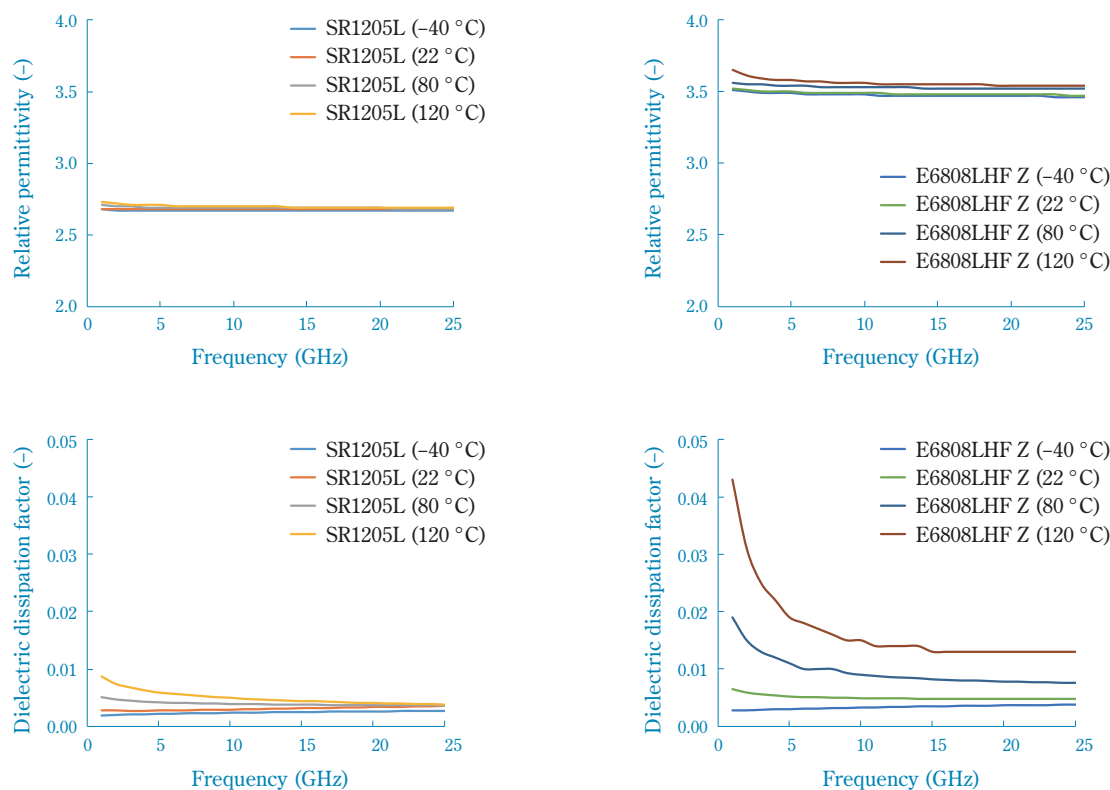 4.0
3.5
3.0
2.5
2.0
Relative permittivity (–)
SR1205L (–40 °C)
SR1205L (22 °C)
SR1205L (80 °C)
SR1205L (120 °C)
0 5 10 15 20 25
Frequency (GHz)
4.0
3.5
3.0
2.5
2.0
Relative permittivity (–)
E6808LHF Z (–40 °C)
E6808LHF Z (22 °C)
E6808LHF Z (80 °C)
E6808LHF Z (120 °C)
0 5 10 15 20 25
Frequency (GHz)
0.05
0.04
0.03
0.02
0.01
0.00
Dielectric dissipation factor (–)
SR1205L (–40 °C)
SR1205L (22 °C)
SR1205L (80 °C)
SR1205L (120 °C)
0 5 10 15 20 25
Frequency (GHz)
0.05
0.04
0.03
0.02
0.01
0.00
Dielectric dissipation factor (–)
E6808LHF Z (–40 °C)
E6808LHF Z (22 °C)
E6808LHF Z (80 °C)
E6808LHF Z (120 °C)
0 5 10 15 20 25
Frequency (GHz)